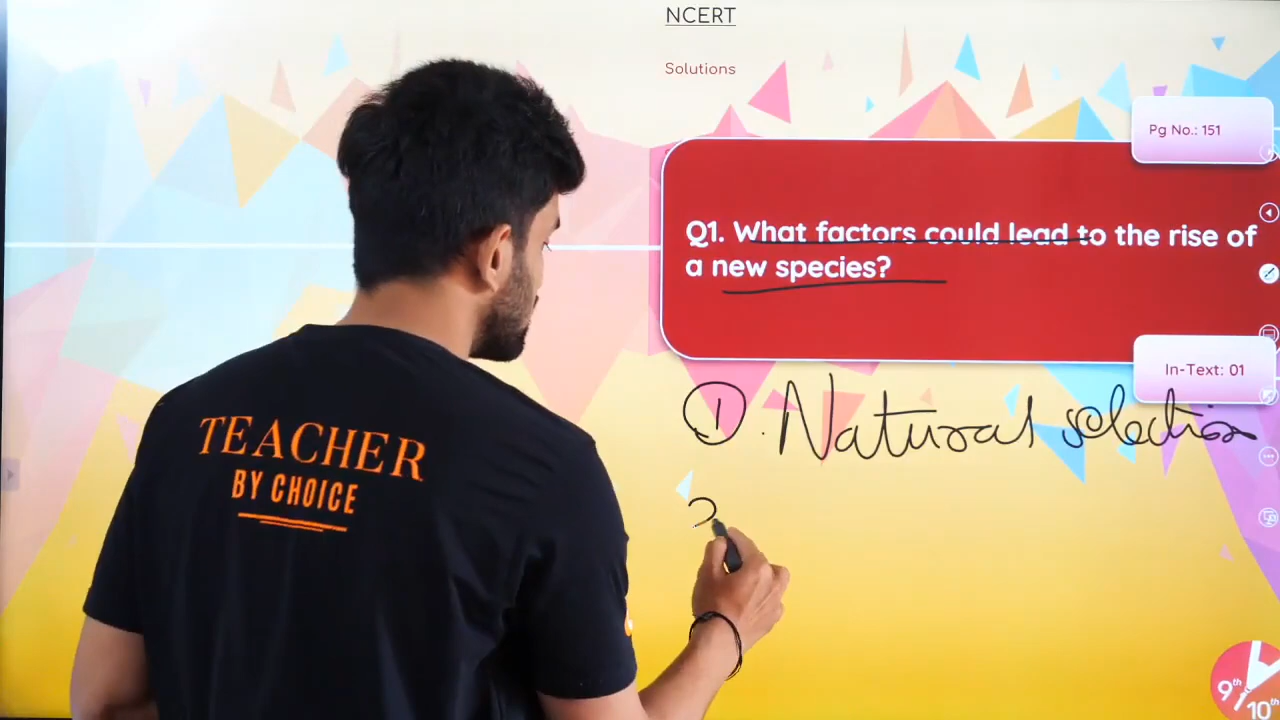 NCERT
Solutions
Pg No.: 151
Q1. What factors could lead to the rise of
a new species?
In-Text: 01
① . Natural selection
2
TEACHER
BY CHOICE
9th
10th